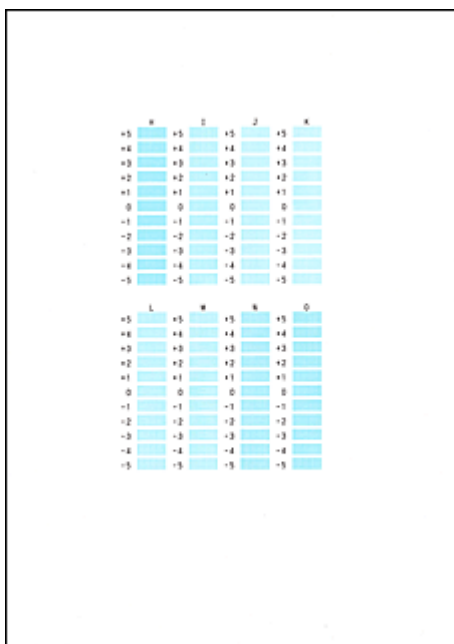 H I J K
+5 +5 +5 +5
+4 +4 +4 +4
+3 +3 +3 +3
+2 +2 +2 +2
+1 +1 +1 +1
0 0 0 0
-1 -1 -1 -1
-2 -2 -2 -2
-3 -3 -3 -3
-4 -4 -4 -4
-5 -5 -5 -5
L M N O
+5 +5 +5 +5
+4 +4 +4 +4
+3 +3 +3 +3
+2 +2 +2 +2
+1 +1 +1 +1
0 0 0 0
-1 -1 -1 -1
-2 -2 -2 -2
-3 -3 -3 -3
-4 -4 -4 -4
-5 -5 -5 -5